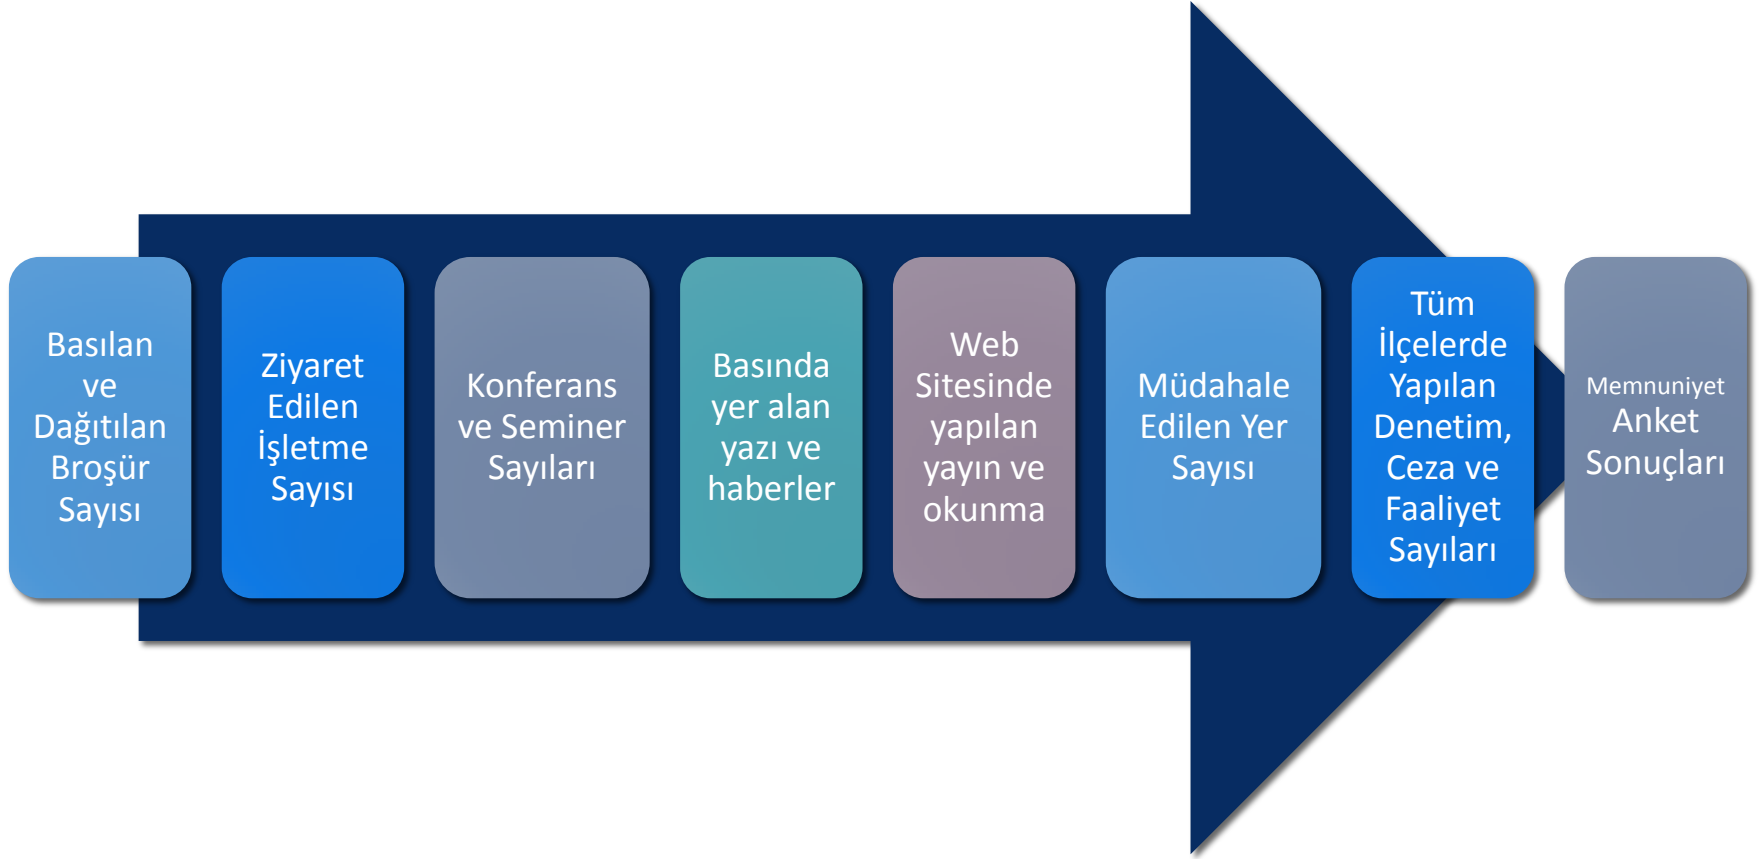 Basılan
ve
Dağıtılan
Broşür
Sayısı
Ziyaret
Edilen
İşletme
Sayısı
Konferans
ve Seminer
Sayıları
Basında
yer alan
yazı ve
haberler
Web
Sitesinde
yapılan
yayın ve
okunma
Müdahale
Edilen Yer
Sayısı
Tüm
İlçelerde
Yapılan
Denetim,
Ceza ve
Faaliyet
Sayıları
Memnuniyet
Anket
Sonuçları